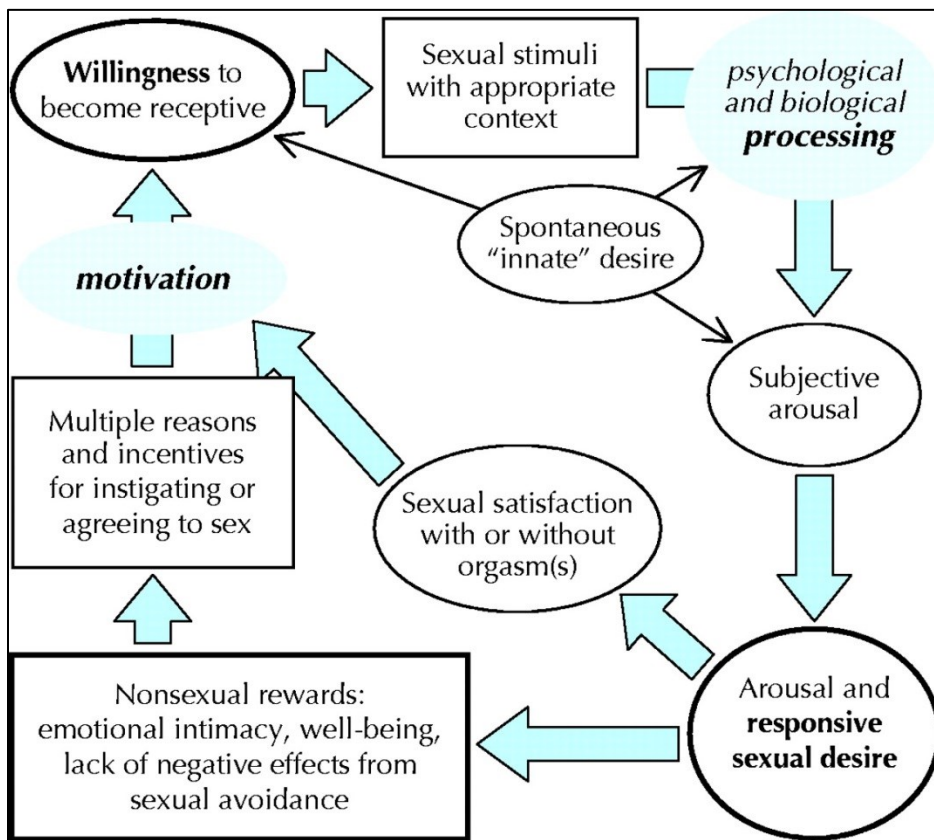 Willingness to
become receptive
Sexual stimuli
with appropriate
context
psychological
and biological
processing
Spontaneous
“innate” desire
motivation
Subjective
arousal
Multiple reasons
and incentives
for instigating or
agreeing to sex
Sexual satisfaction
with or without
orgasm(s)
Nonsexual rewards:
emotional intimacy, well-being,
lack of negative effects from
sexual avoidance
Arousal and
responsive
sexual desire